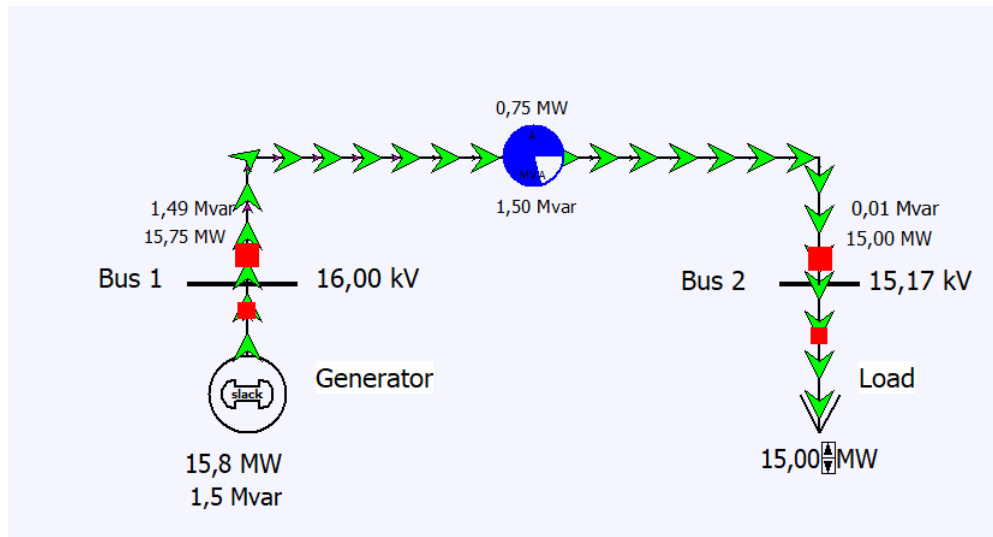 0,75 MW
A
MVA
1,50 Mvar
1,49 Mvar
15,75 MW
0,01 Mvar
15,00 MW
Bus 1
16,00 kV
Bus 2
15,17 kV
slack
Generator
Load
15,8 MW
1,5 Mvar
15,00 MW